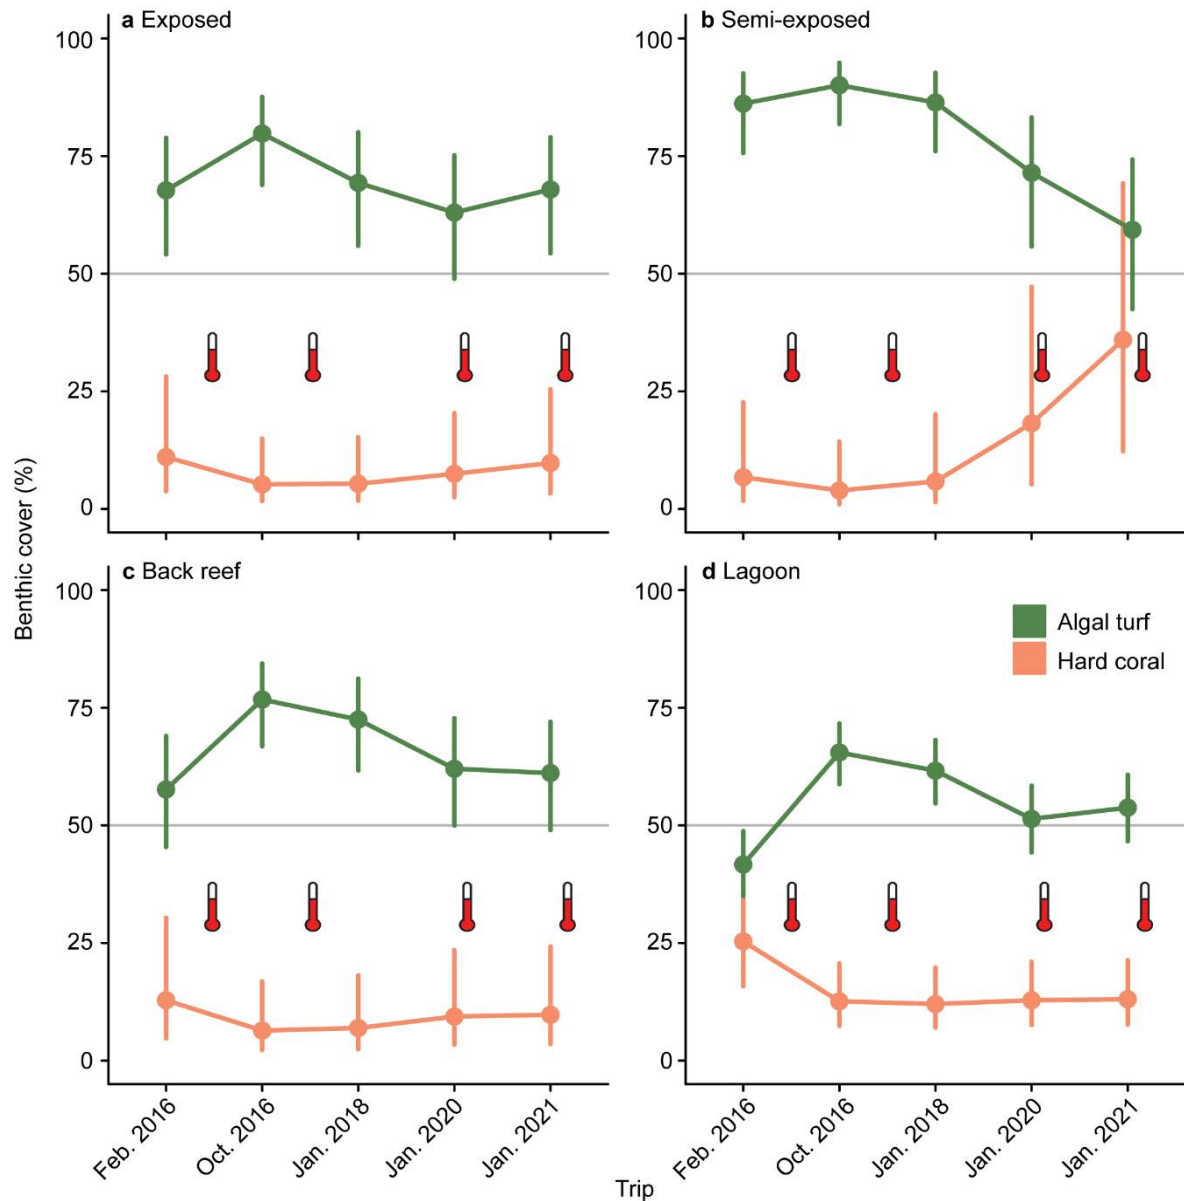 a Exposed
100
75
50
25
0
b Semi-exposed
100
75
50
25
0
Benthic cover (%)
c Back reef
100
75
50
25
0
Feb. 2016
Oct. 2016
Jan. 2018
Jan. 2020
Jan. 2021
d Lagoon
Algal turf
Hard coral
100
75
50
25
0
Feb. 2016
Oct. 2016
Jan. 2018
Jan. 2020
Jan. 2021
Trip